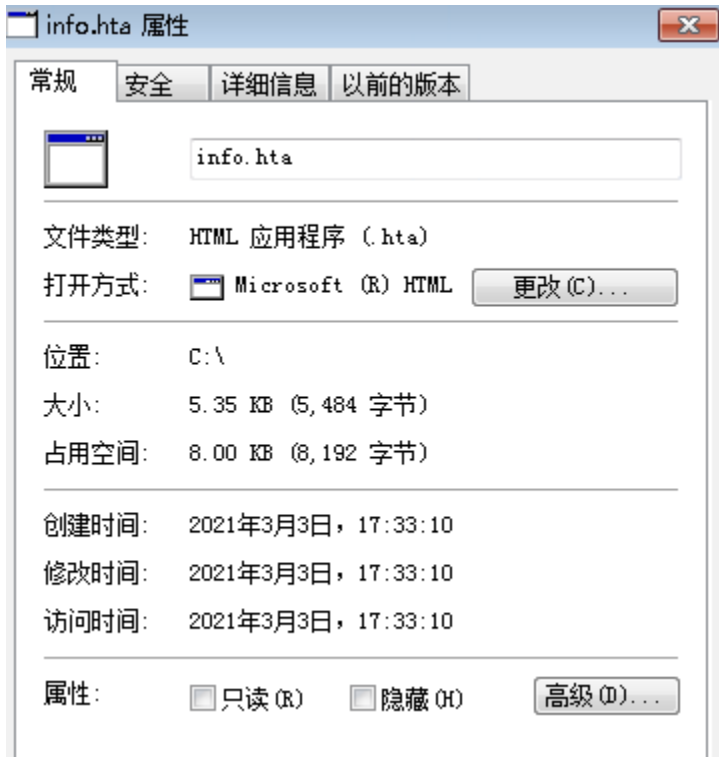 info.hta 属性
常规 安全 详细信息 以前的版本
info.hta
文件类型: HTML 应用程序 (.hta)
打开方式: Microsoft (R) HTML 更改(C)...
位置: C:\
大小: 5.35 KB (5,484 字节)
占用空间: 8.00 KB (8,192 字节)
创建时间: 2021年3月3日，17:33:10
修改时间: 2021年3月3日，17:33:10
访问时间: 2021年3月3日，17:33:10
属性: 只读(R) 隐藏(H) 高级(D)...